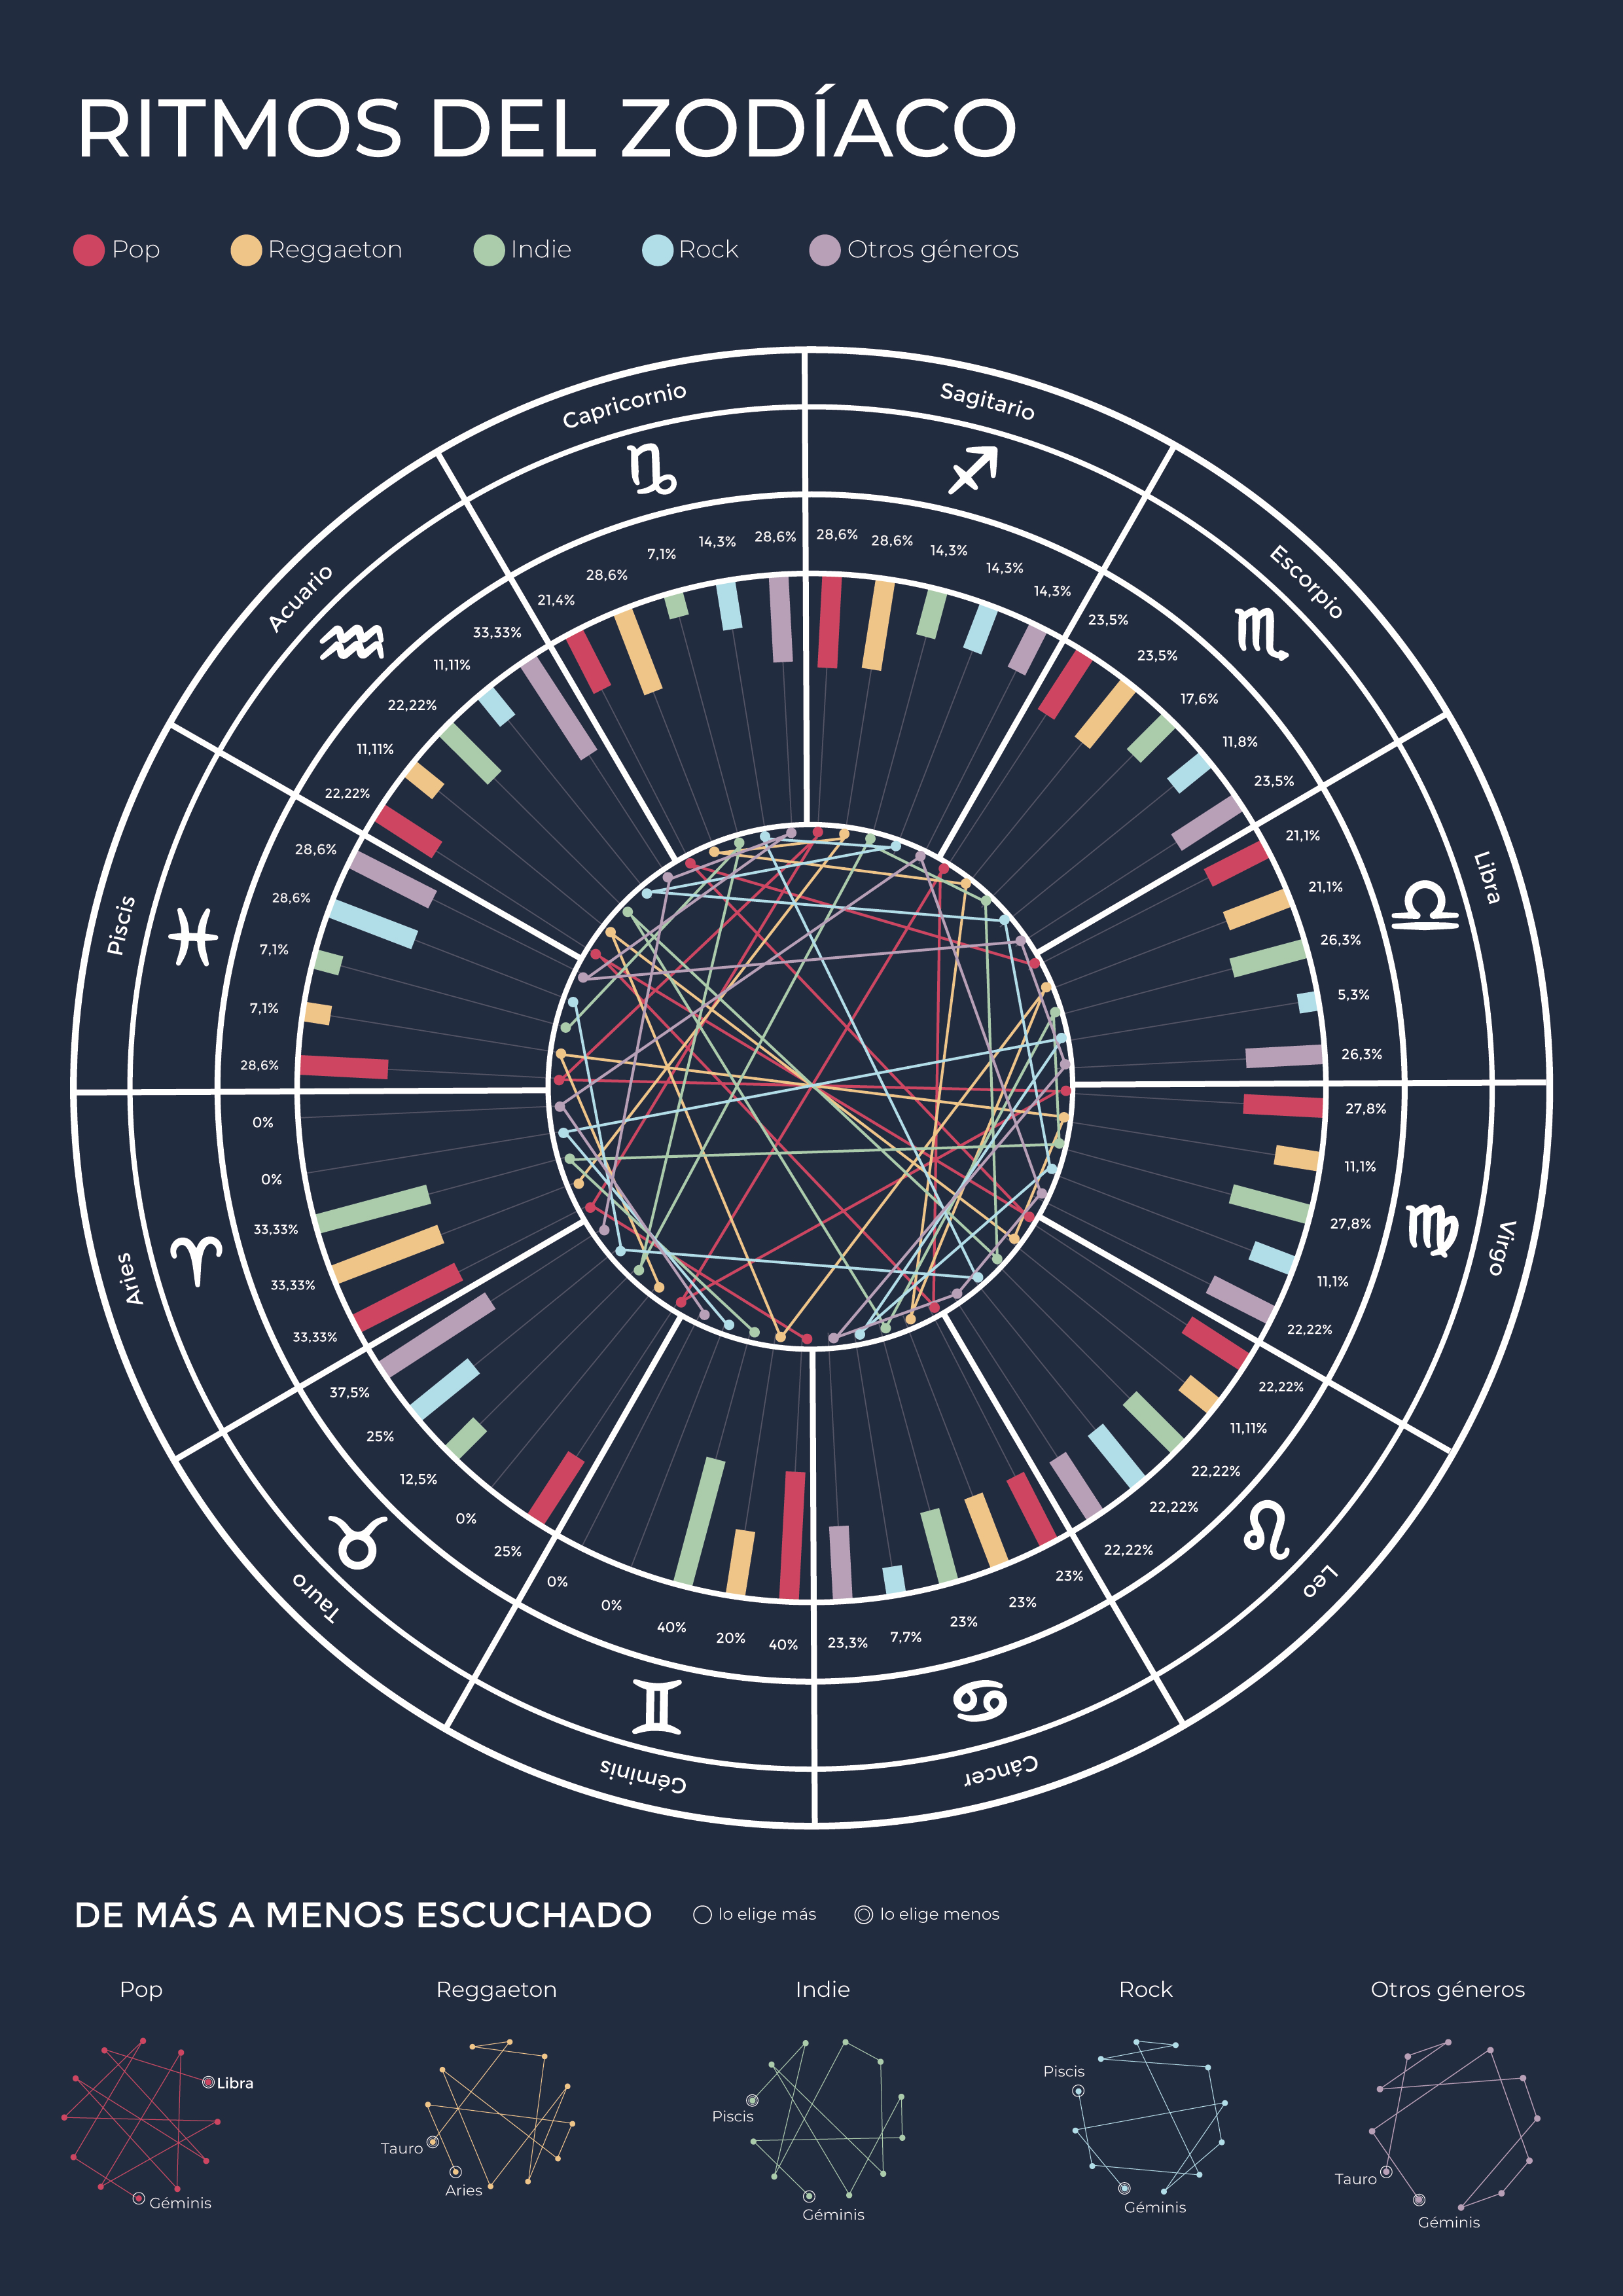 RITMOS DEL ZODÍACO
Pop
Reggaeton
Indie
Rock
Otros géneros
Capricornio
21,4%
28,6%
7,1%
14,3%
28,6%
Sagitario
28,6%
28,6%
14,3%
14,3%
14,3%
Escorpio
23,5%
23,5%
17,6%
11,8%
23,5%
Libra
21,1%
21,1%
26,3%
5,3%
26,3%
Virgo
27,8%
11,1%
27,8%
11,1%
22,22%
Leo
22,22%
11,11%
22,22%
22,22%
22,22%
Cáncer
23%
23%
23%
7,7%
23,3%
Géminis
40%
20%
40%
0%
0%
Tauro
25%
0%
12,5%
25%
37,5%
Aries
33,33%
33,33%
33,33%
0%
0%
Piscis
28,6%
7,1%
7,1%
28,6%
28,6%
Acuario
22,22%
11,11%
22,22%
11,11%
33,33%
DE MÁS A MENOS ESCUCHADO
lo elige más
lo elige menos
Pop
Libra
Géminis
Reggaeton
Tauro
Aries
Indie
Piscis
Géminis
Rock
Piscis
Géminis
Otros géneros
Tauro
Géminis